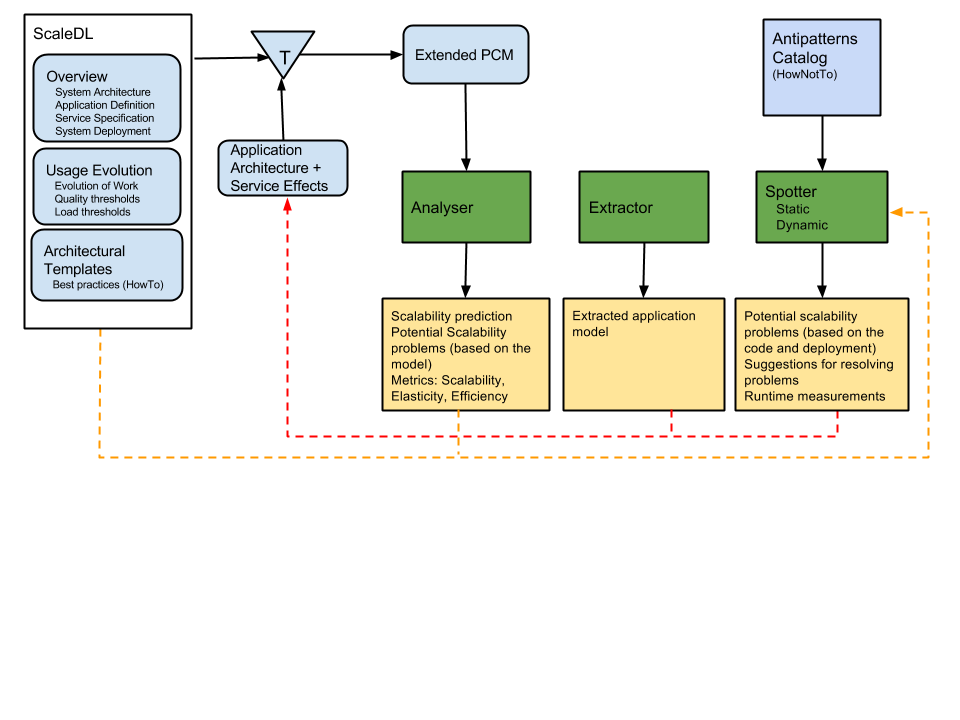 ScaleDL
Overview
System Architecture
Application Definition
Service Specification
System Deployment
Usage Evolution
Evolution of Work
Quality thresholds
Load thresholds
Architectural
Templates
Best practices (HowTo)
T
Application
Architecture +
Service Effects
Extended PCM
Antipatterns
Catalog
(HowNotTo)
Analyser
Extractor
Spotter
Static
Dynamic
Scalability prediction
Potential Scalability
problems (based on the
model)
Metrics: Scalability,
Elasticity, Efficiency
Extracted application
model
Potential scalability
problems (based on the
code and deployment)
Suggestions for resolving
problems
Runtime measurements